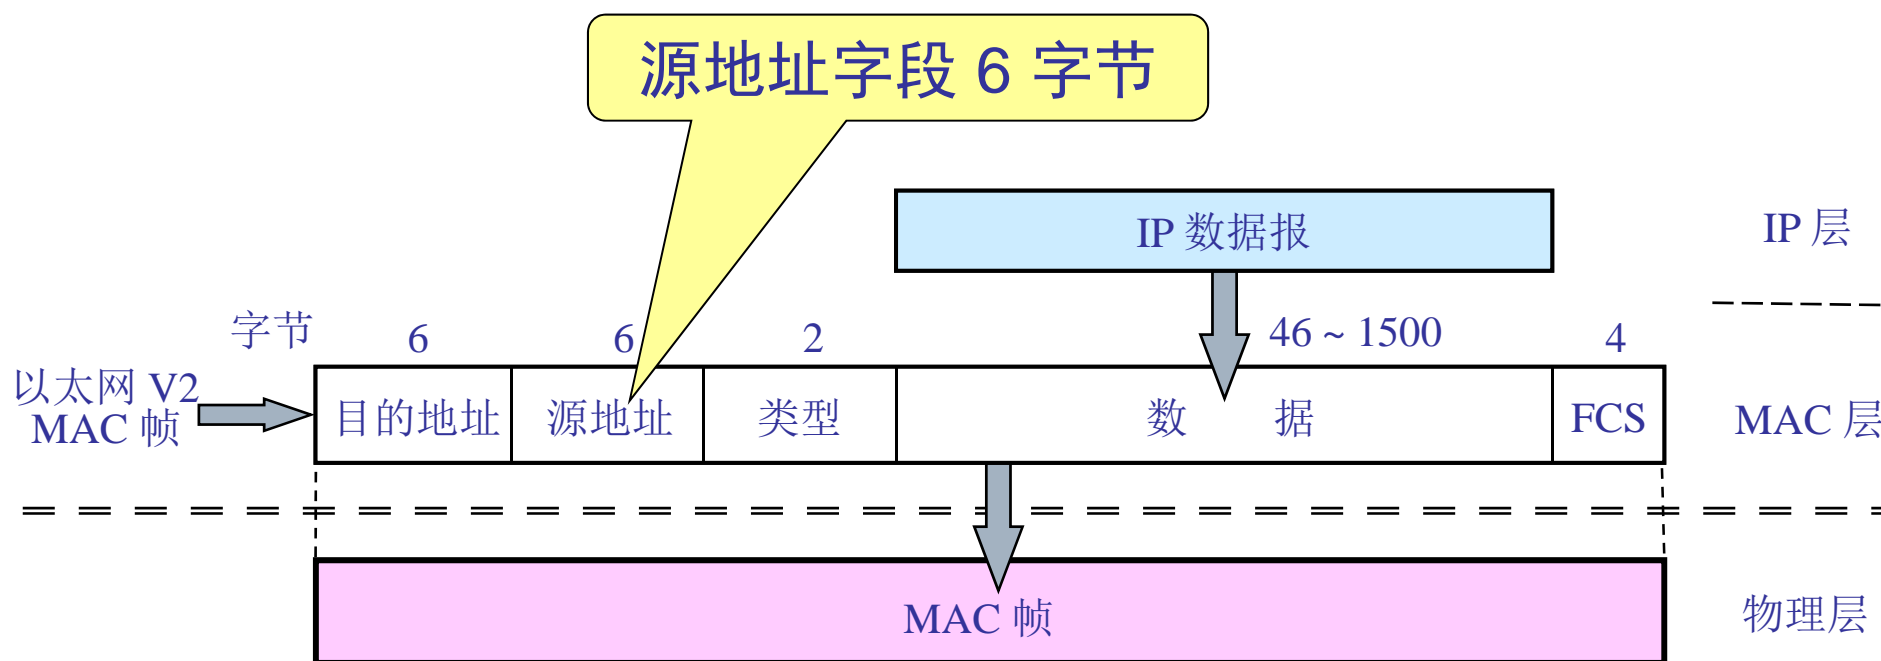 源地址字段 6 字节
IP 数据报
IP 层
字节
6
6
2
46 ~ 1500
4
以太网 V2
MAC 帧
目的地址
源地址
类型
数 据
FCS
MAC 层
MAC 帧
物理层